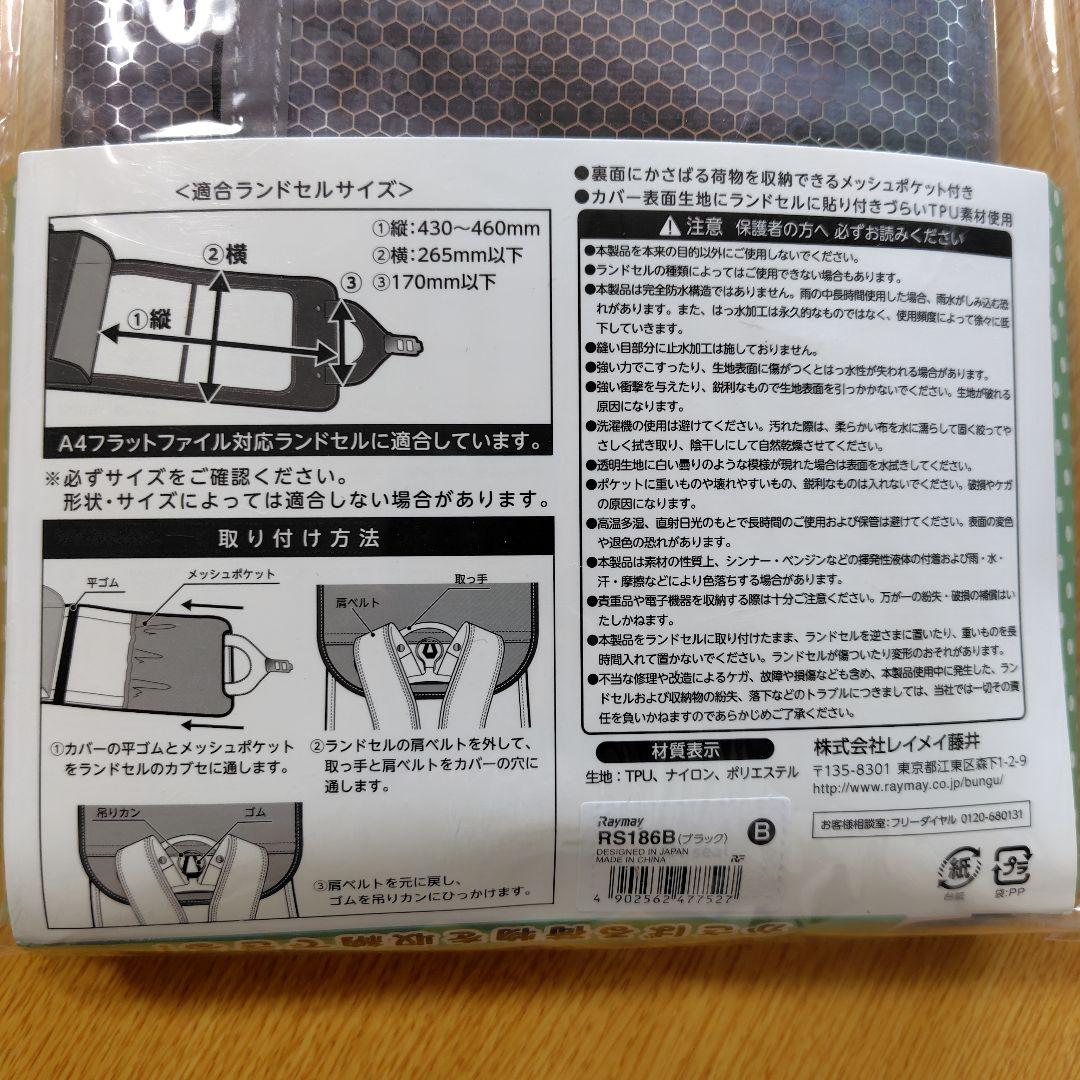 ＜適合ランドセルサイズ＞
①縦：430～460mm
②横：265mm以下
③170mm以下
②横
③
①縦
A4フラットファイル対応ランドセルに適合しています。
※必ずサイズをご確認ください。
形状・サイズによっては適合しない場合があります。
取り付け方法
平ゴム
メッシュポケット
取っ手
肩ベルト
①カバーの平ゴムとメッシュポケット
をランドセルのカブセに通します。
②ランドセルの肩ベルトを外して、
取っ手と肩ベルトをカバーの穴に
通します。
吊りカン
ゴム
③肩ベルトを元に戻し、
ゴムを吊りカンにひっかけます。
●裏面にかさばる荷物を収納できるメッシュポケット付き
●カバー表面生地にランドセルに貼り付きづらいTPU素材使用
注意 保護者の方へ 必ずお読みください
●本製品を本来の目的以外にご使用しないでください。
●ランドセルの種類によってはご使用できない場合もあります。
●本製品は完全防水構造ではありません。雨の中長時間使用した場合、雨水がしみ込む恐
れがあります。また、はっ水加工は永久的なものではなく、使用頻度によって徐々に低
下していきます。
●縫い目部分に止水加工は施しておりません。
●強い力でこすったり、生地表面に傷がつくとはっ水性が失われる場合があります。
●強い衝撃を与えたり、鋭利なもので生地表面を引っかかないでください。生地が破れる
原因になります。
●洗濯機の使用は避けてください。汚れた際は、柔らかい布を水に濡らして固く絞ってや
さしく拭き取り、陰干しにして自然乾燥させてください。
●透明生地に白い曇りのような模様が現れた場合は表面を水拭きしてください。
●ポケットに重いものや壊れやすいもの、鋭利なものは入れないでください。破損やケガ
の原因になります。
●高温多湿、直射日光のもとで長時間のご使用および保管は避けてください。表面の変色
や退色の恐れがあります。
●本製品は素材の性質上、シンナー・ベンジンなどの揮発性液体の付着および雨・水・
汗・摩擦などにより色落ちする場合があります。
●貴重品や電子機器を収納する際は十分ご注意ください。万が一の紛失・破損の補償はい
たしかねます。
●本製品をランドセルに取り付けたまま、ランドセルを逆さまに置いたり、重いものを長
時間入れて置かないでください。ランドセルが傷ついたり変形のおそれがあります。
●不当な修理や改造によるケガ、故障や損傷なども含め、本製品使用中に発生した、ラン
ドセルおよび収納物の紛失、落下などのトラブルにつきましては、当社では一切その責
任を負いかねますのであらかじめご了承ください。
材質表示
生地：TPU、ナイロン、ポリエステル
株式会社レイメイ藤井
〒135-8301 東京都江東区森下1-2-9
http://www.raymay.co.jp/bungu/
お客様相談室：フリーダイヤル 0120-680131
Raymay
RS186B(ブラック)
B
DESIGNED IN JAPAN
MADE IN CHINA
RF
4 902562 477527
紙
台紙
プラ
袋：PP
かさばる荷物を収納できる!